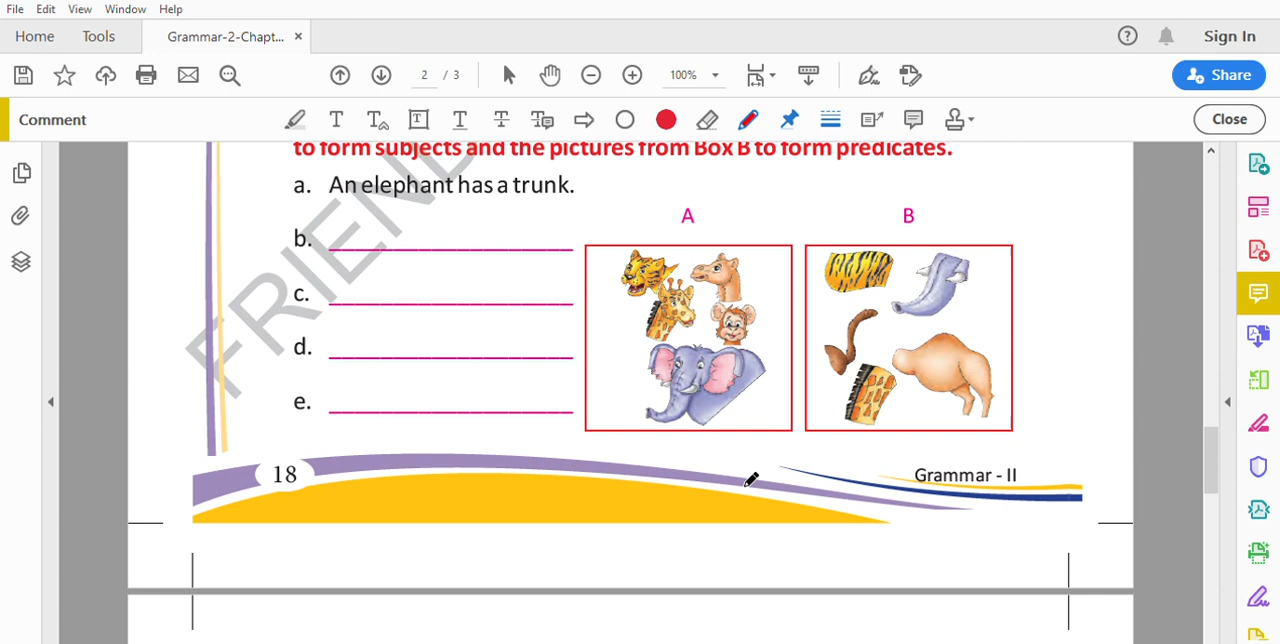 File Edit View Window Help
Home Tools Grammar-2-Chapt... × Sign In
2 / 3 100% Share
Comment Close
to form subjects and the pictures from Box B to form predicates.
a. An elephant has a trunk.
A B
b.
c.
d.
e.
FRIEND
18 Grammar - II